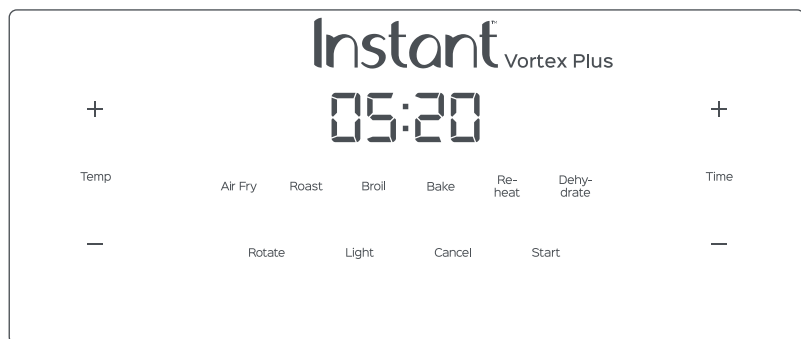 Instant™ Vortex Plus
05:20
+ +
Temp Time
Air Fry Roast Broil Bake Re-
heat Dehy-
drate
− −
Rotate Light Cancel Start